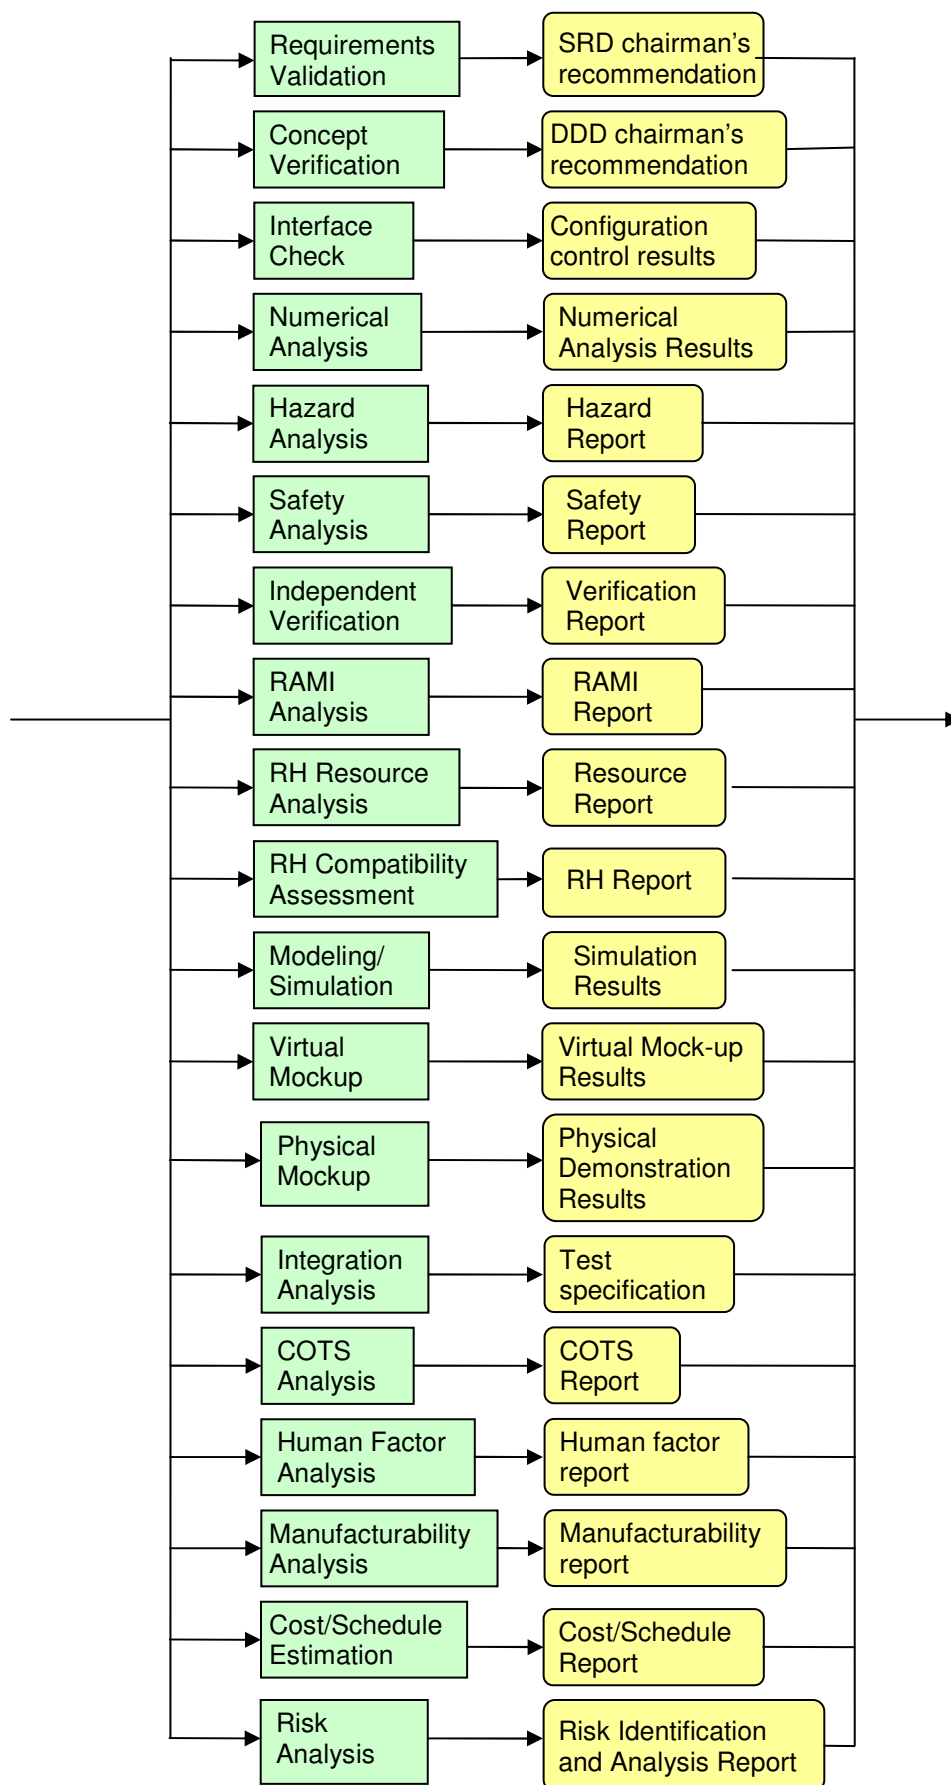 Requirements
Validation
SRD chairman's
recommendation
Concept
Verification
DDD chairman's
recommendation
Interface
Check
Configuration
control results
Numerical
Analysis
Numerical
Analysis Results
Hazard
Analysis
Hazard
Report
Safety
Analysis
Safety
Report
Independent
Verification
Verification
Report
RAMI
Analysis
RAMI
Report
RH Resource
Analysis
Resource
Report
RH Compatibility
Assessment
RH Report
Modeling/
Simulation
Simulation
Results
Virtual
Mockup
Virtual Mock-up
Results
Physical
Mockup
Physical
Demonstration
Results
Integration
Analysis
Test
specification
COTS
Analysis
COTS
Report
Human Factor
Analysis
Human factor
report
Manufacturability
Analysis
Manufacturability
report
Cost/Schedule
Estimation
Cost/Schedule
Report
Risk
Analysis
Risk Identification
and Analysis Report